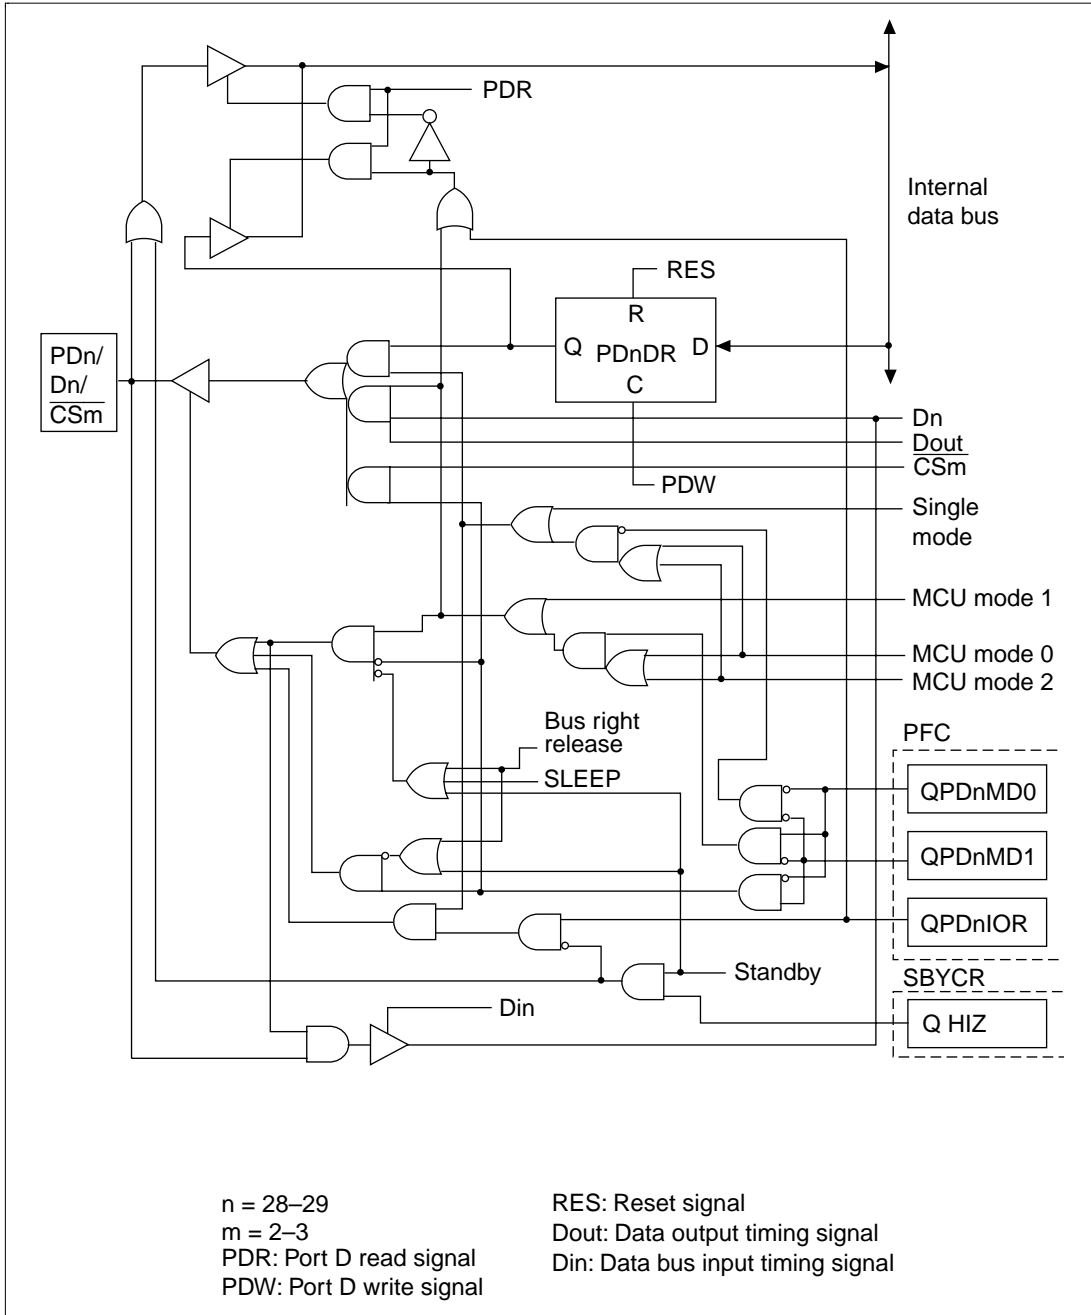 PDR
Internal
data bus
RES
R
Q PDnDR D
C
PDn/
Dn/
CSm
Dn
Dout
CSm
PDW
Single
mode
MCU mode 1
MCU mode 0
MCU mode 2
Bus right
release
PFC
SLEEP
QPDnMD0
QPDnMD1
QPDnIOR
Standby
SBYCR
Din
Q HIZ
n = 28–29
m = 2–3
PDR: Port D read signal
PDW: Port D write signal
RES: Reset signal
Dout: Data output timing signal
Din: Data bus input timing signal